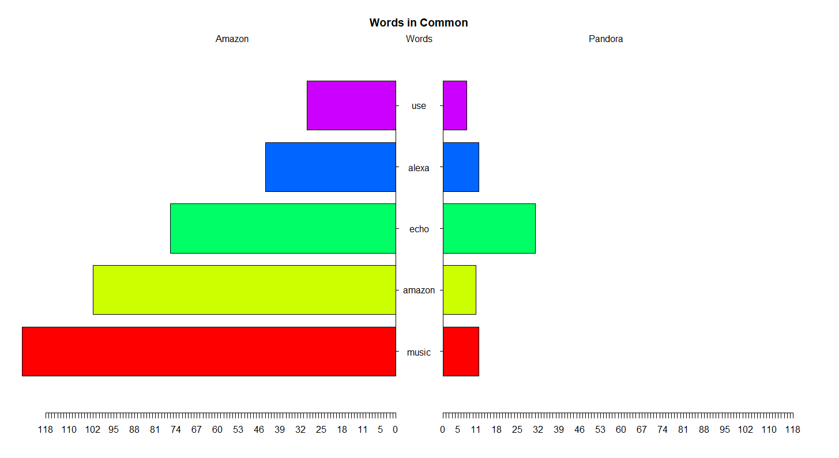 Words in Common
Amazon Words Pandora
use
alexa
echo
amazon
music
118 110 102 95 88 81 74 67 60 53 46 39 32 25 18 11 5 0 0 5 11 18 25 32 39 46 53 60 67 74 81 88 95 102 110 118